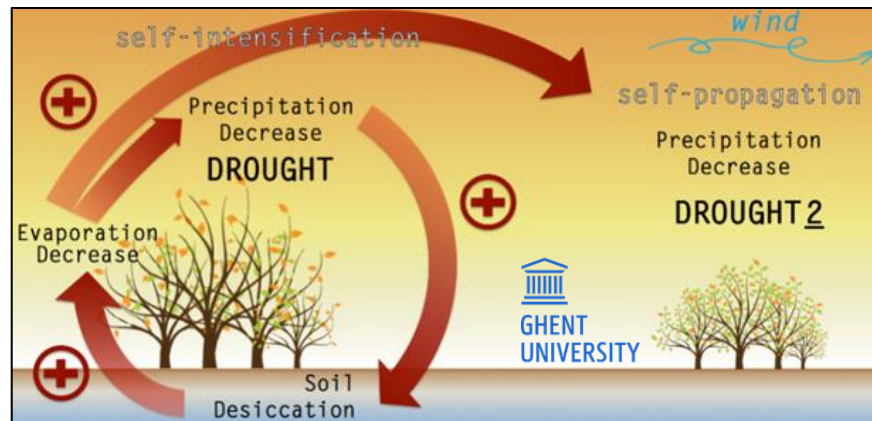 self-intensification
wind
self-propagation
Precipitation
Decrease
DROUGHT
Precipitation
Decrease
DROUGHT 2
Evaporation
Decrease
GHENT
UNIVERSITY
Soil
Desiccation